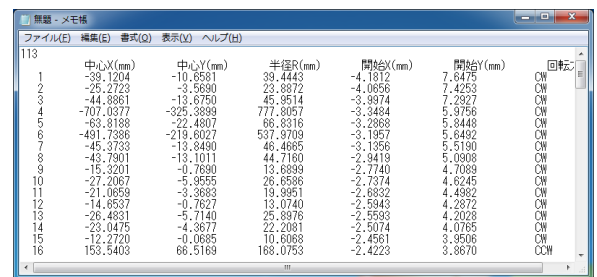 無題 - メモ帳
ファイル(F) 編集(E) 書式(O) 表示(V) ヘルプ(H)
113
中心X(mm) 中心Y(mm) 半径R(mm) 開始X(mm) 開始Y(mm) 回転
1 -39.1204 -10.6581 39.4443 -4.1812 7.6475 CW
2 -25.2723 -3.5690 23.8872 -4.0656 7.4253 CW
3 -44.8861 -13.6750 45.9514 -3.9974 7.2927 CW
4 -707.0377 -325.3899 777.8057 -3.3484 5.9756 CW
5 -63.8188 -22.4807 66.8316 -3.2868 5.8448 CW
6 -491.7386 -219.6027 537.9709 -3.1957 5.6492 CW
7 -45.3733 -13.8490 46.4665 -3.1356 5.5190 CW
8 -43.7901 -13.1011 44.7160 -2.9419 5.0908 CW
9 -15.3201 -0.7690 13.6899 -2.7740 4.7089 CW
10 -27.2067 -5.9555 26.6586 -2.7374 4.6245 CW
11 -21.0659 -3.3683 19.9951 -2.6832 4.4982 CW
12 -14.6537 -0.7627 13.0740 -2.5943 4.2872 CW
13 -26.4831 -5.7140 25.8976 -2.5593 4.2028 CW
14 -23.0475 -4.3677 22.2081 -2.5074 4.0765 CW
15 -12.2720 -0.0685 10.6068 -2.4561 3.9506 CW
16 153.5403 66.5169 168.0753 -2.4223 3.8670 CCW